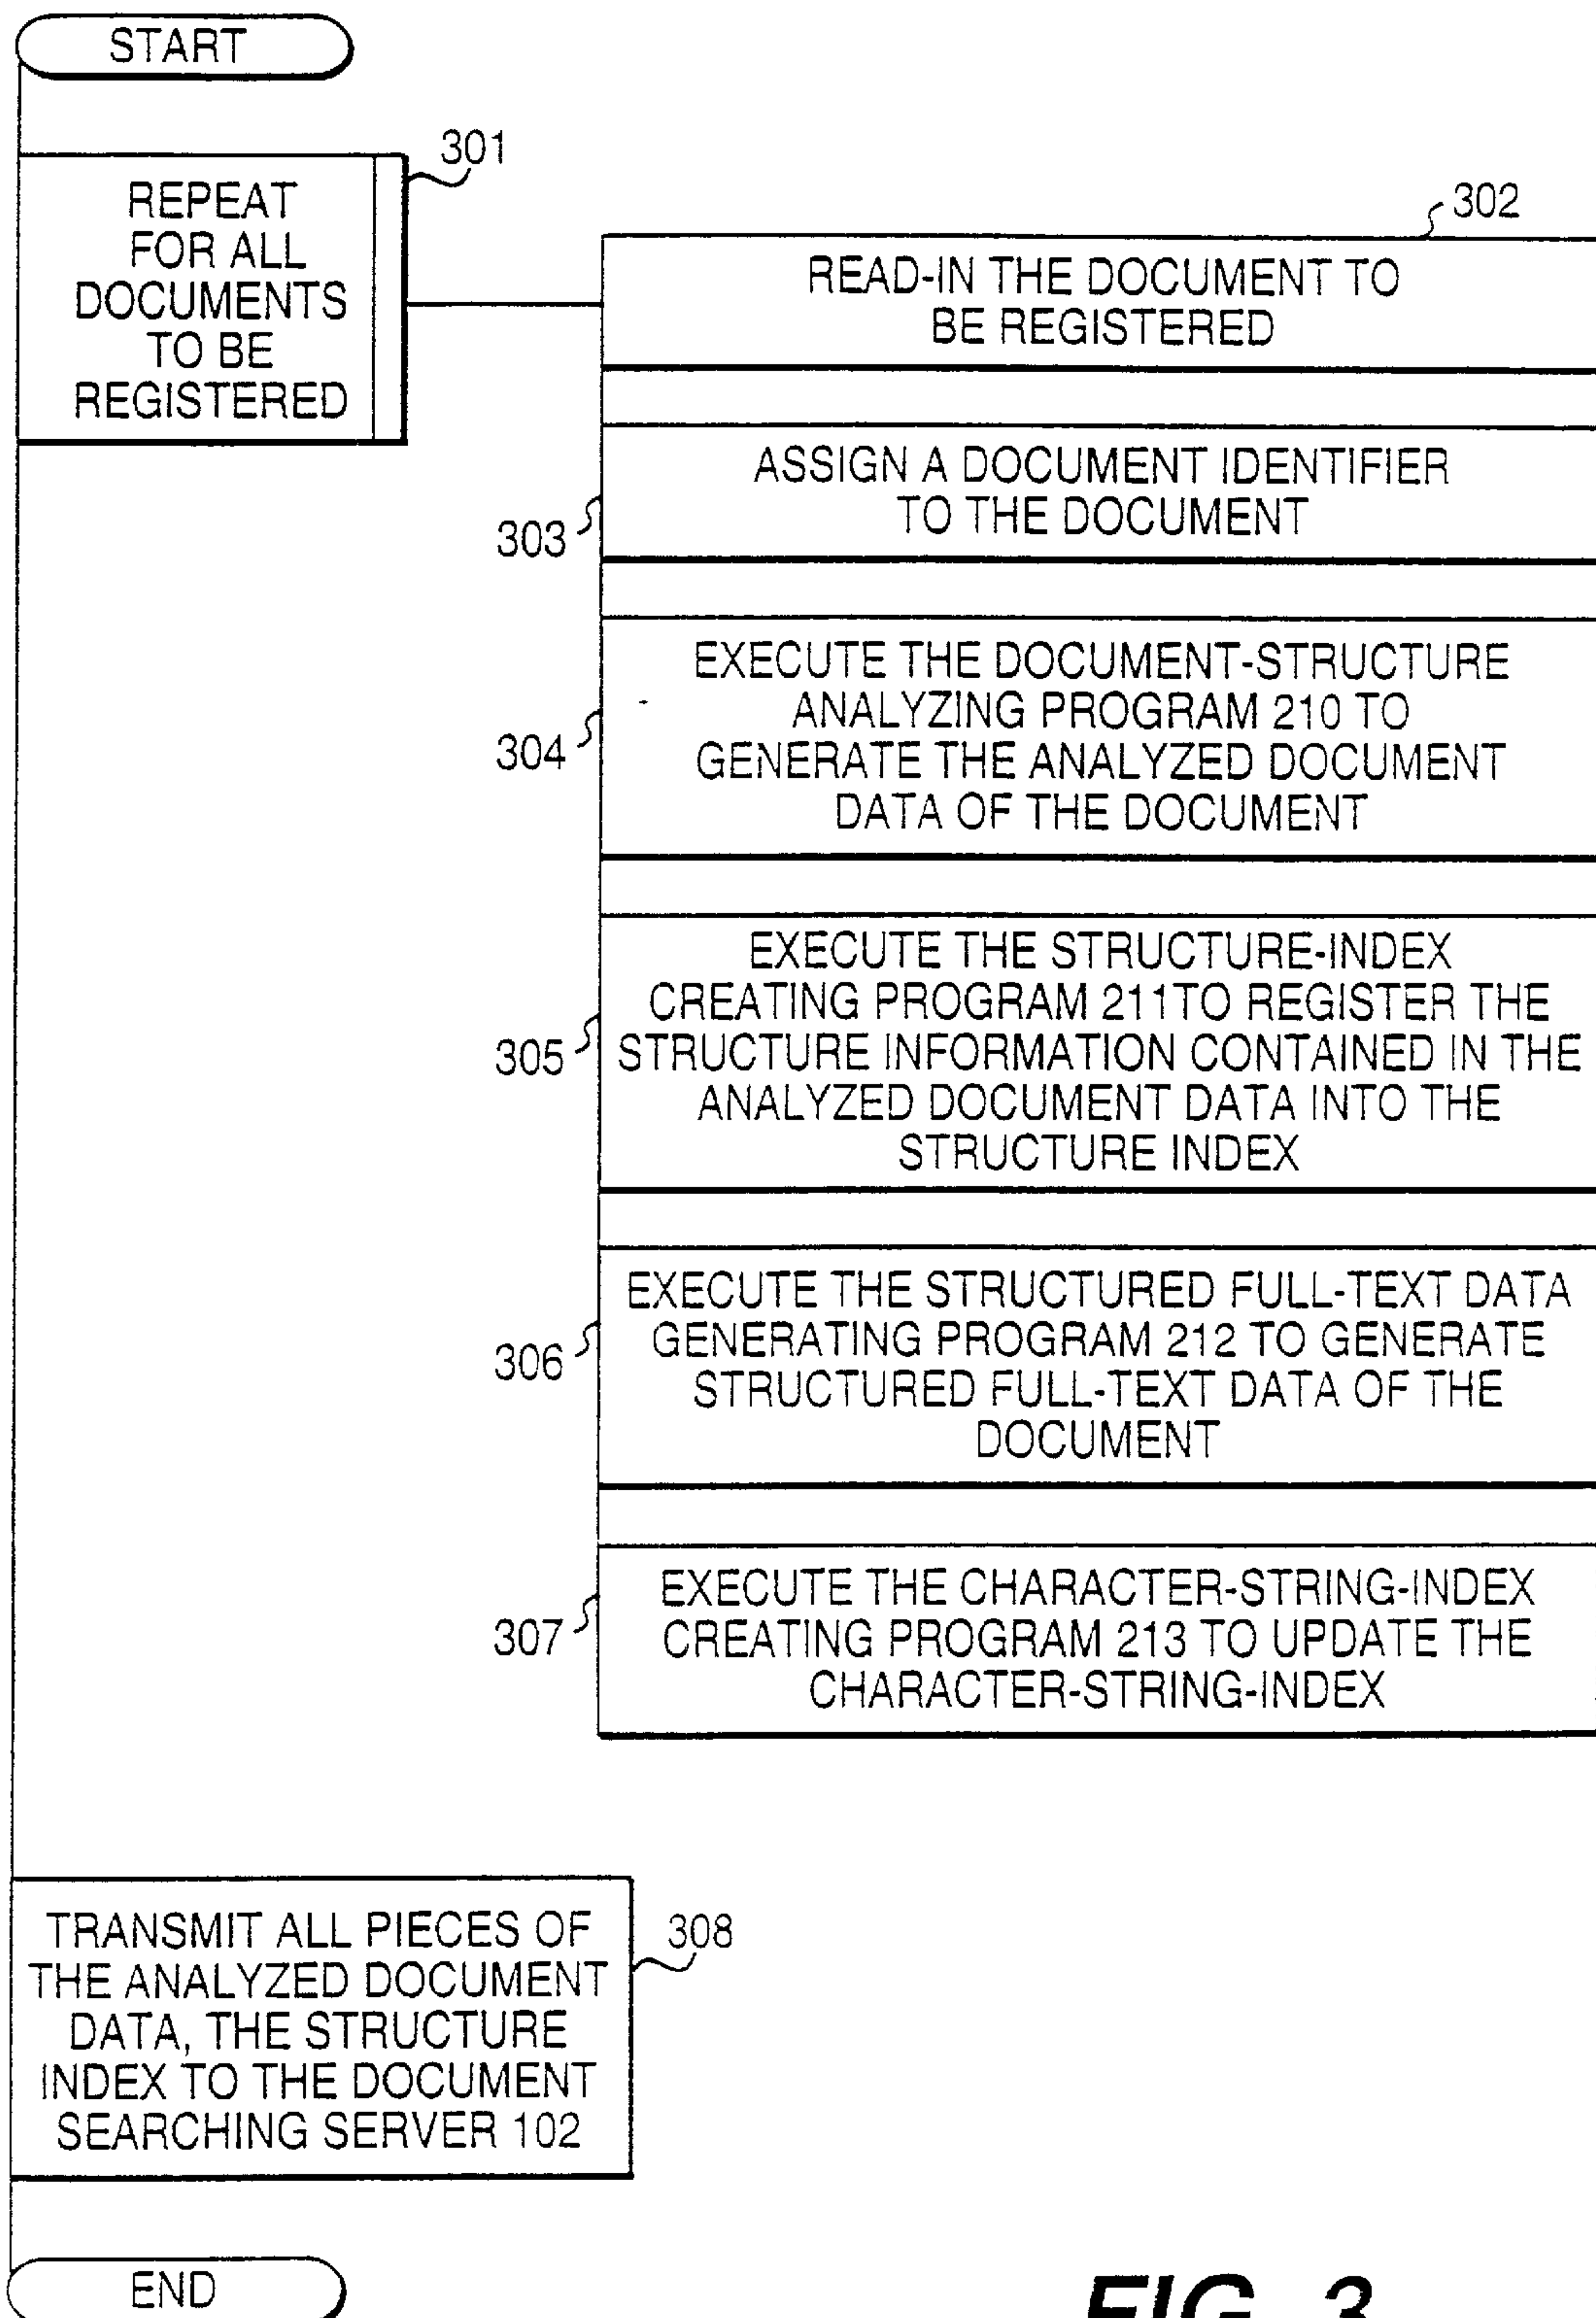 START
301
REPEAT
FOR ALL
DOCUMENTS
TO BE
REGISTERED
302
READ-IN THE DOCUMENT TO
BE REGISTERED
ASSIGN A DOCUMENT IDENTIFIER
TO THE DOCUMENT
303
EXECUTE THE DOCUMENT-STRUCTURE
ANALYZING PROGRAM 210 TO
GENERATE THE ANALYZED DOCUMENT
DATA OF THE DOCUMENT
304
EXECUTE THE STRUCTURE-INDEX
CREATING PROGRAM 211TO REGISTER THE
STRUCTURE INFORMATION CONTAINED IN THE
ANALYZED DOCUMENT DATA INTO THE
STRUCTURE INDEX
305
EXECUTE THE STRUCTURED FULL-TEXT DATA
GENERATING PROGRAM 212 TO GENERATE
STRUCTURED FULL-TEXT DATA OF THE
DOCUMENT
306
EXECUTE THE CHARACTER-STRING-INDEX
CREATING PROGRAM 213 TO UPDATE THE
CHARACTER-STRING-INDEX
307
TRANSMIT ALL PIECES OF
THE ANALYZED DOCUMENT
DATA, THE STRUCTURE
INDEX TO THE DOCUMENT
SEARCHING SERVER 102
308
END
FIG. 3